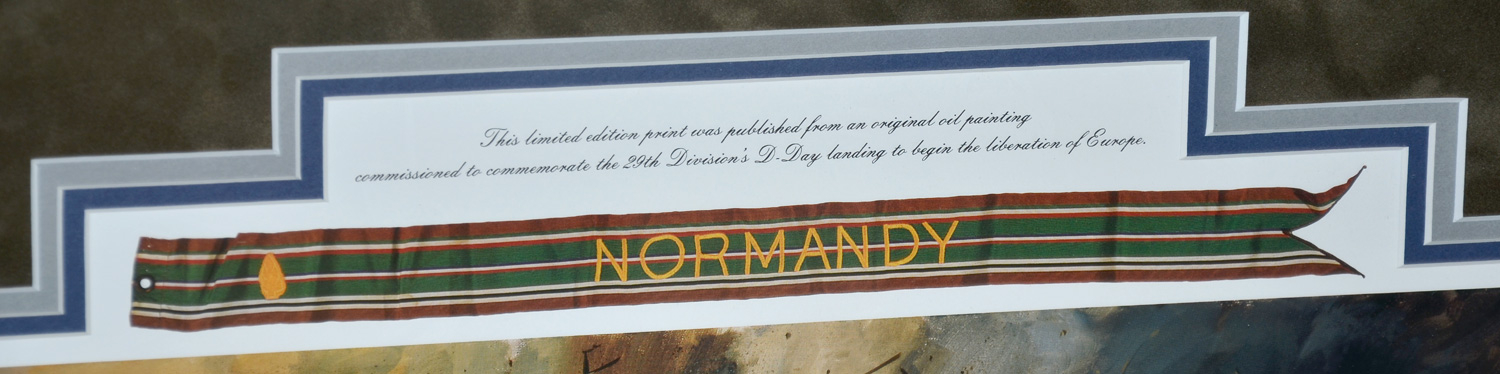 This limited edition print was published from an original oil painting
commissioned to commemorate the 29th Division's D-Day landing to begin the liberation of Europe.
NORMANDY